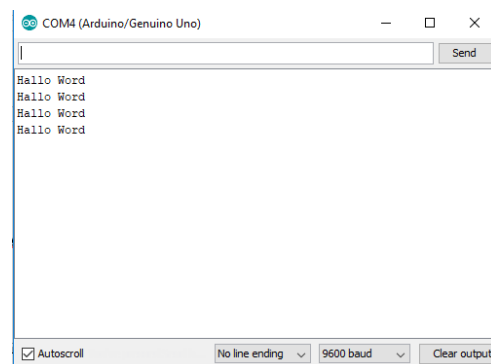 COM4 (Arduino/Genuino Uno)
Send
Hallo Word
Hallo Word
Hallo Word
Hallo Word
Autoscroll
No line ending
9600 baud
Clear output